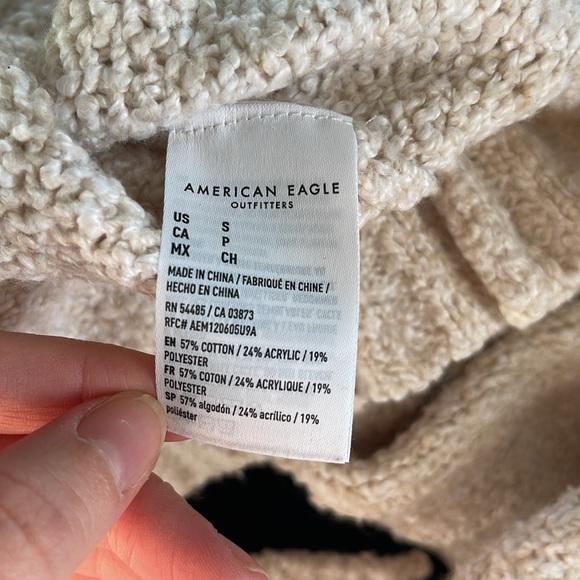 AMERICAN EAGLE
OUTFITTERS
US S
CA P
MX CH
MADE IN CHINA / FABRIQUÉ EN CHINE /
HECHO EN CHINA
RN 54485 / CA 03873
RFC# AEM120605U9A
EN 57% COTTON / 24% ACRYLIC / 19%
POLYESTER
FR 57% COTON / 24% ACRYLIQUE / 19%
POLYESTER
SP 57% algodón / 24% acrílico / 19%
poliéster